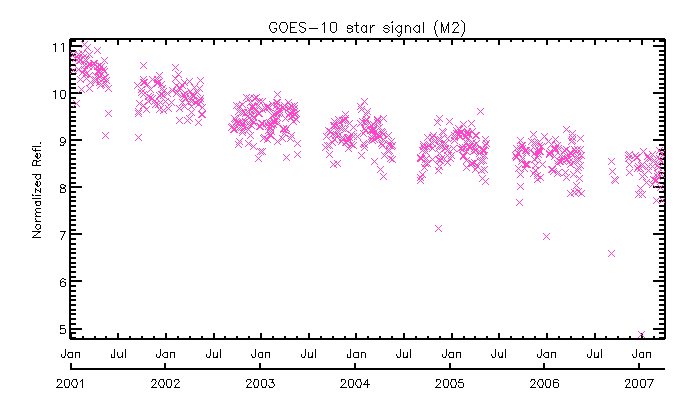 GOES-10 star signal (M2)
11
10
9
8
7
6
5
Normalized Refl.
Jan Jul Jan Jul Jan Jul Jan Jul Jan Jul Jan Jul Jan
2001 2002 2003 2004 2005 2006 2007